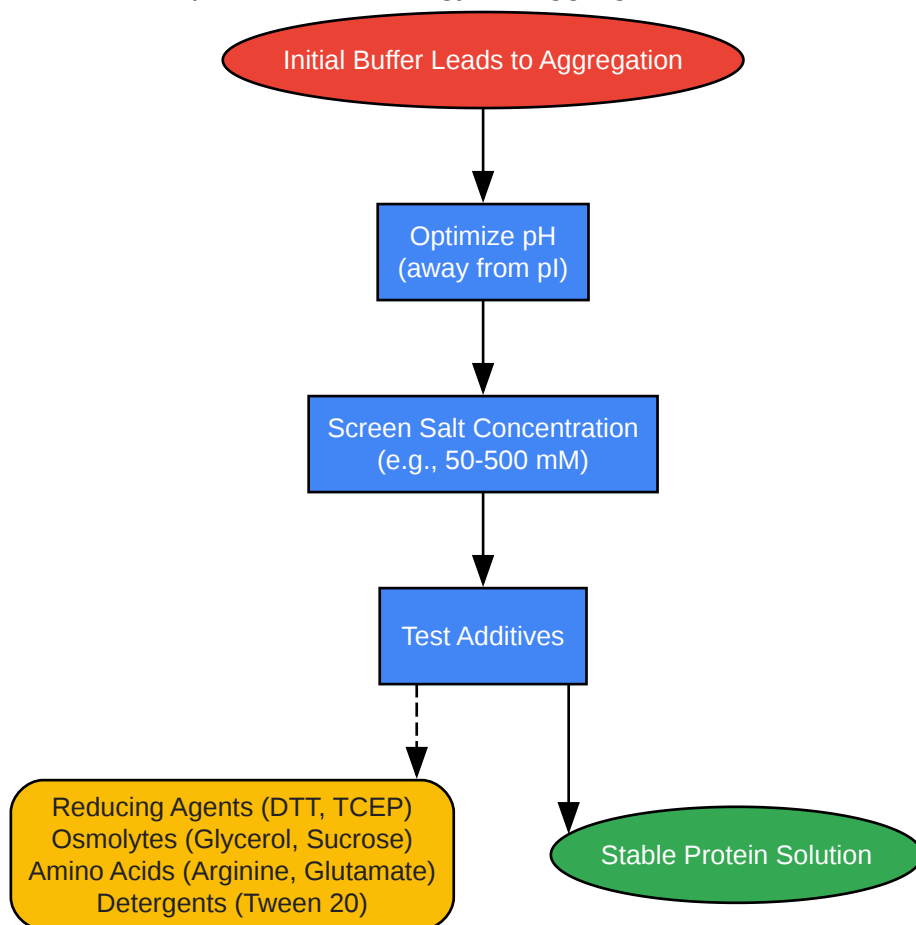 Initial Buffer Leads to Aggregation
Optimize pH
(away from pI)
Screen Salt Concentration
(e.g., 50-500 mM)
Test Additives
Reducing Agents (DTT, TCEP)
Osmolytes (Glycerol, Sucrose)
Amino Acids (Arginine, Glutamate)
Detergents (Tween 20)
Stable Protein Solution